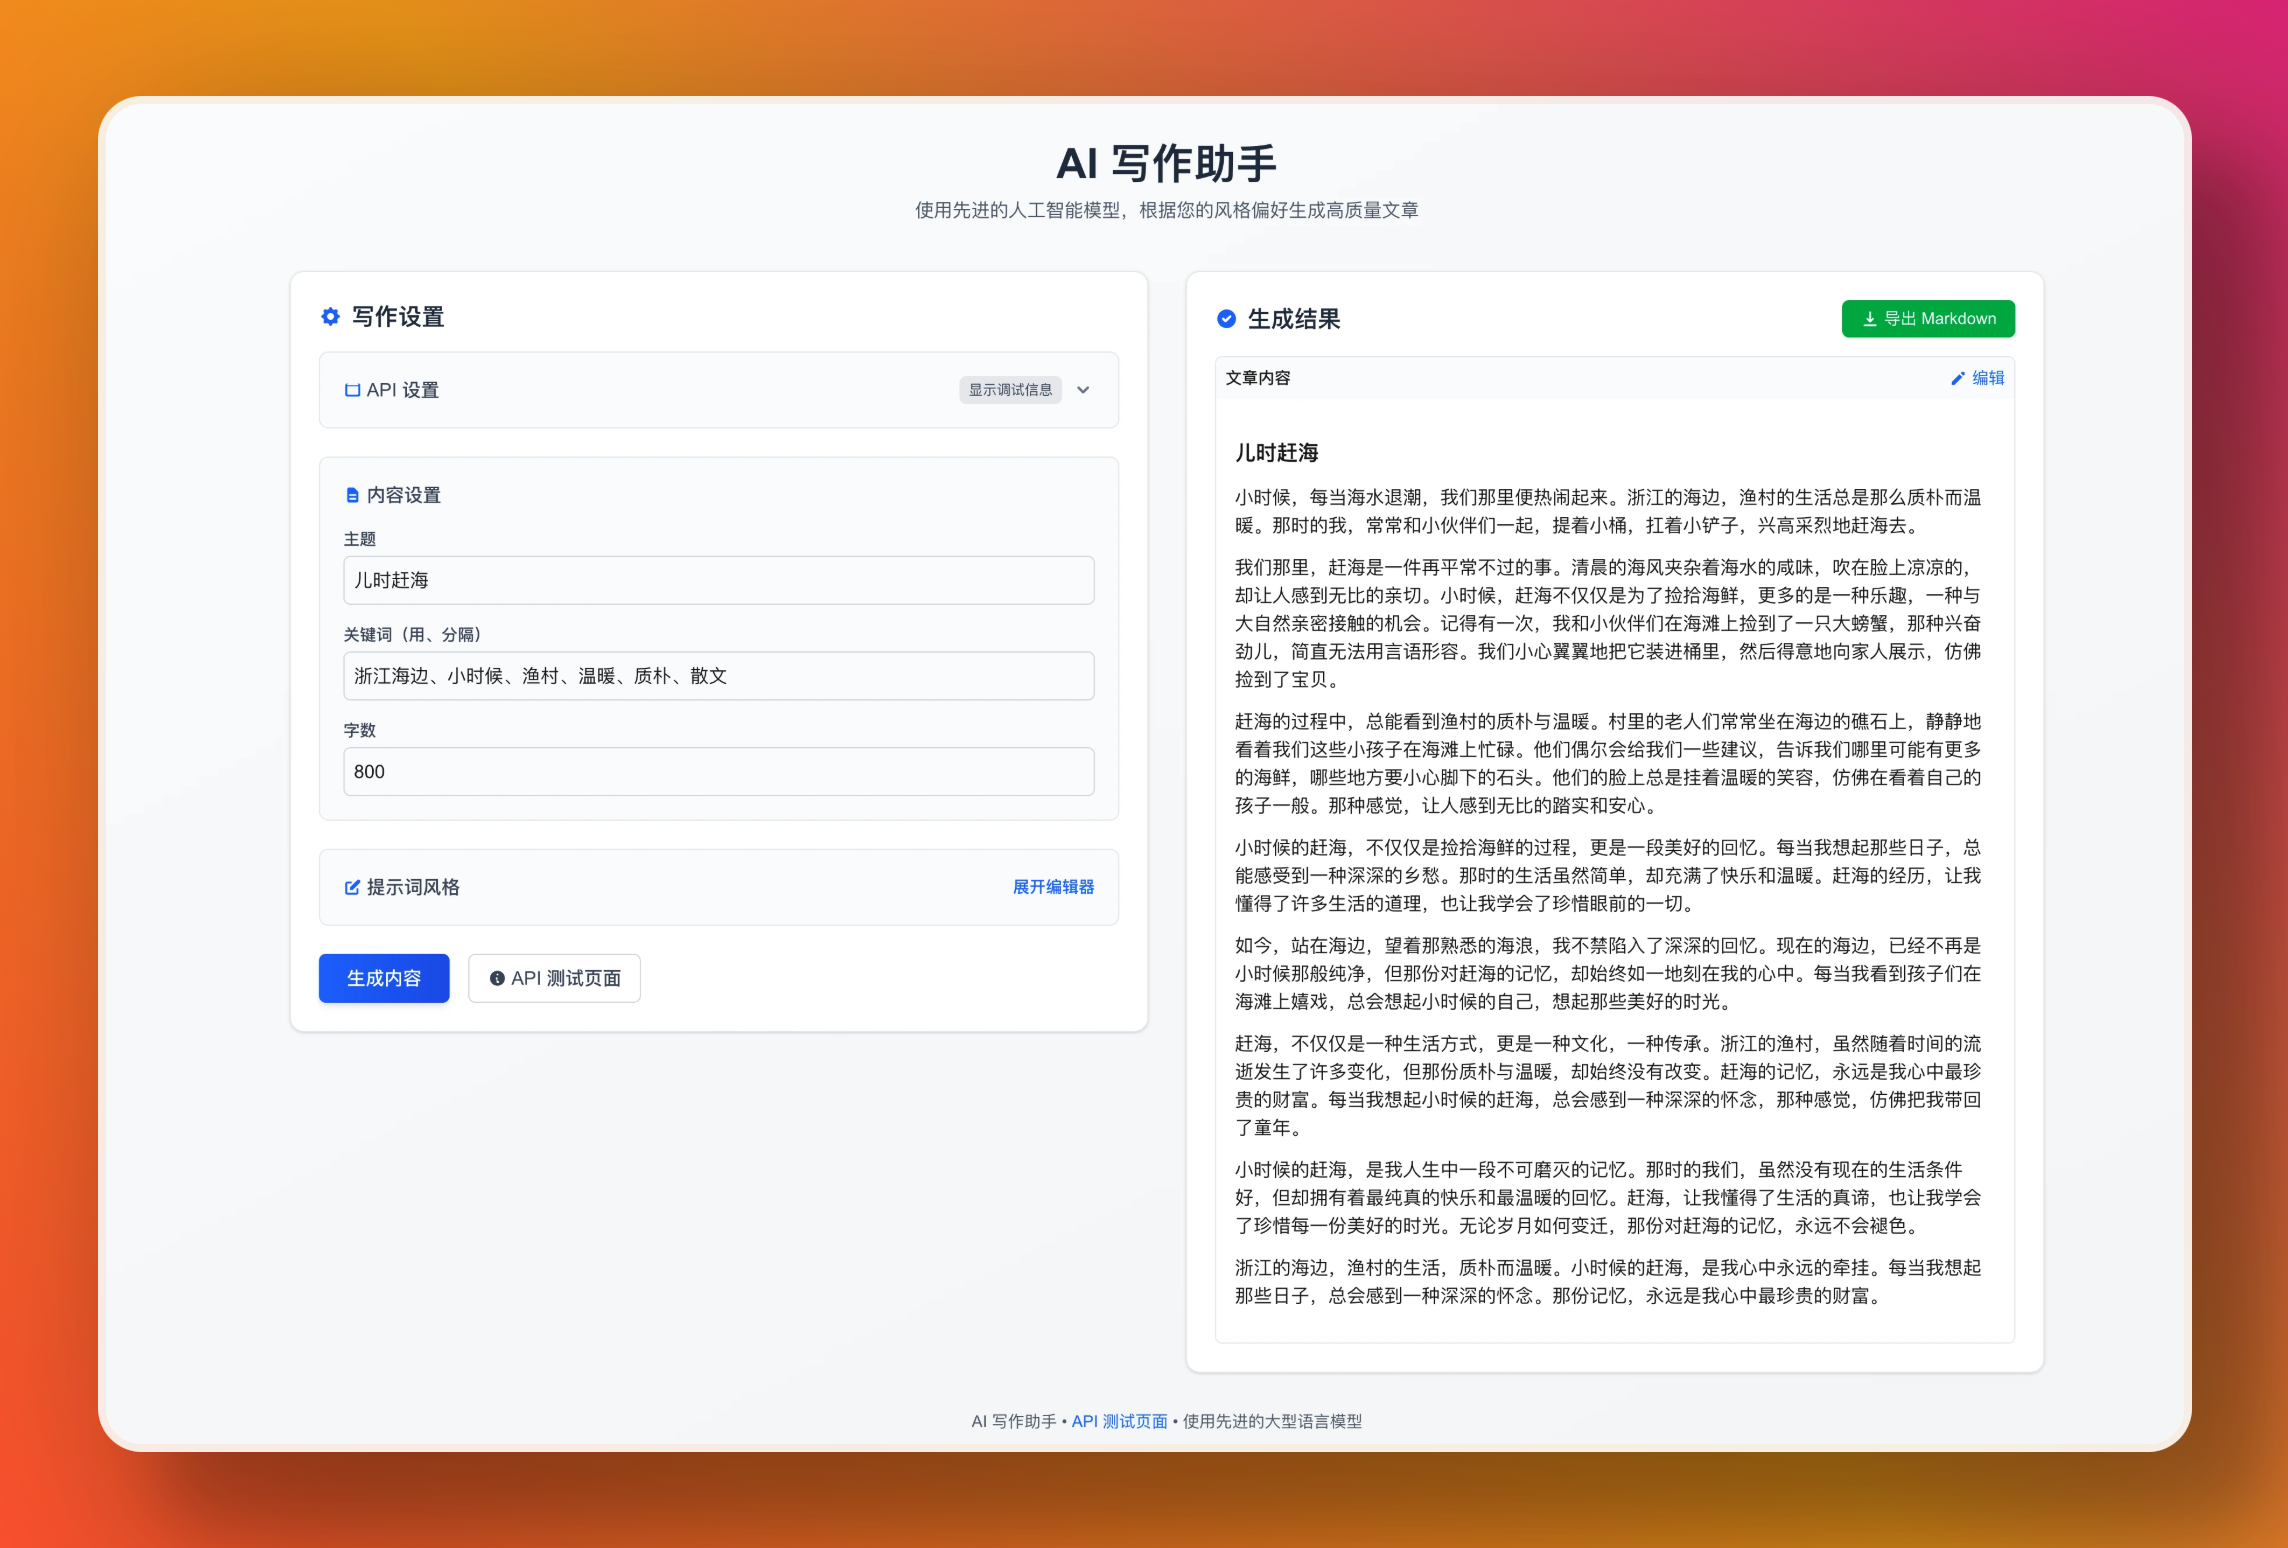 AI 写作助手
使用先进的人工智能模型，根据您的风格偏好生成高质量文章
写作设置
API 设置
显示调试信息
内容设置
主题
儿时赶海
关键词（用、分隔）
浙江海边、小时候、渔村、温暖、质朴、散文
字数
800
提示词风格
展开编辑器
生成内容
API 测试页面
生成结果
导出 Markdown
文章内容
编辑
儿时赶海
小时候，每当海水退潮，我们那里便热闹起来。浙江的海边，渔村的生活总是那么质朴而温
暖。那时的我，常常和小伙伴们一起，提着小桶，扛着小铲子，兴高采烈地赶海去。
我们那里，赶海是一件再平常不过的事。清晨的海风夹杂着海水的咸味，吹在脸上凉凉的，
却让人感到无比的亲切。小时候，赶海不仅仅是为了捡拾海鲜，更多的是一种乐趣，一种与
大自然亲密接触的机会。记得有一次，我和小伙伴们在海滩上捡到了一只大螃蟹，那种兴奋
劲儿，简直无法用言语形容。我们小心翼翼地把它装进桶里，然后得意地向家人展示，仿佛
捡到了宝贝。
赶海的过程中，总能看到渔村的质朴与温暖。村里的老人们常常坐在海边的礁石上，静静地
看着我们这些小孩子在海滩上忙碌。他们偶尔会给我们一些建议，告诉我们哪里可能有更多
的海鲜，哪些地方要小心脚下的石头。他们的脸上总是挂着温暖的笑容，仿佛在看着自己的
孩子一般。那种感觉，让人感到无比的踏实和安心。
小时候的赶海，不仅仅是捡拾海鲜的过程，更是一段美好的回忆。每当我想起那些日子，总
能感受到一种深深的乡愁。那时的生活虽然简单，却充满了快乐和温暖。赶海的经历，让我
懂得了许多生活的道理，也让我学会了珍惜眼前的一切。
如今，站在海边，望着那熟悉的海浪，我不禁陷入了深深的回忆。现在的海边，已经不再是
小时候那般纯净，但那份对赶海的记忆，却始终如一地刻在我的心中。每当我看到孩子们在
海滩上嬉戏，总会想起小时候的自己，想起那些美好的时光。
赶海，不仅仅是一种生活方式，更是一种文化，一种传承。浙江的渔村，虽然随着时间的流
逝发生了许多变化，但那份质朴与温暖，却始终没有改变。赶海的记忆，永远是我心中最珍
贵的财富。每当我想起小时候的赶海，总会感到一种深深的怀念，那种感觉，仿佛把我带回
了童年。
小时候的赶海，是我人生中一段不可磨灭的记忆。那时的我们，虽然没有现在的生活条件
好，但却拥有着最纯真的快乐和最温暖的回忆。赶海，让我懂得了生活的真谛，也让我学会
了珍惜每一份美好的时光。无论岁月如何变迁，那份对赶海的记忆，永远不会褪色。
浙江的海边，渔村的生活，质朴而温暖。小时候的赶海，是我心中永远的牵挂。每当我想起
那些日子，总会感到一种深深的怀念。那份记忆，永远是我心中最珍贵的财富。
AI 写作助手 • API 测试页面 • 使用先进的大型语言模型